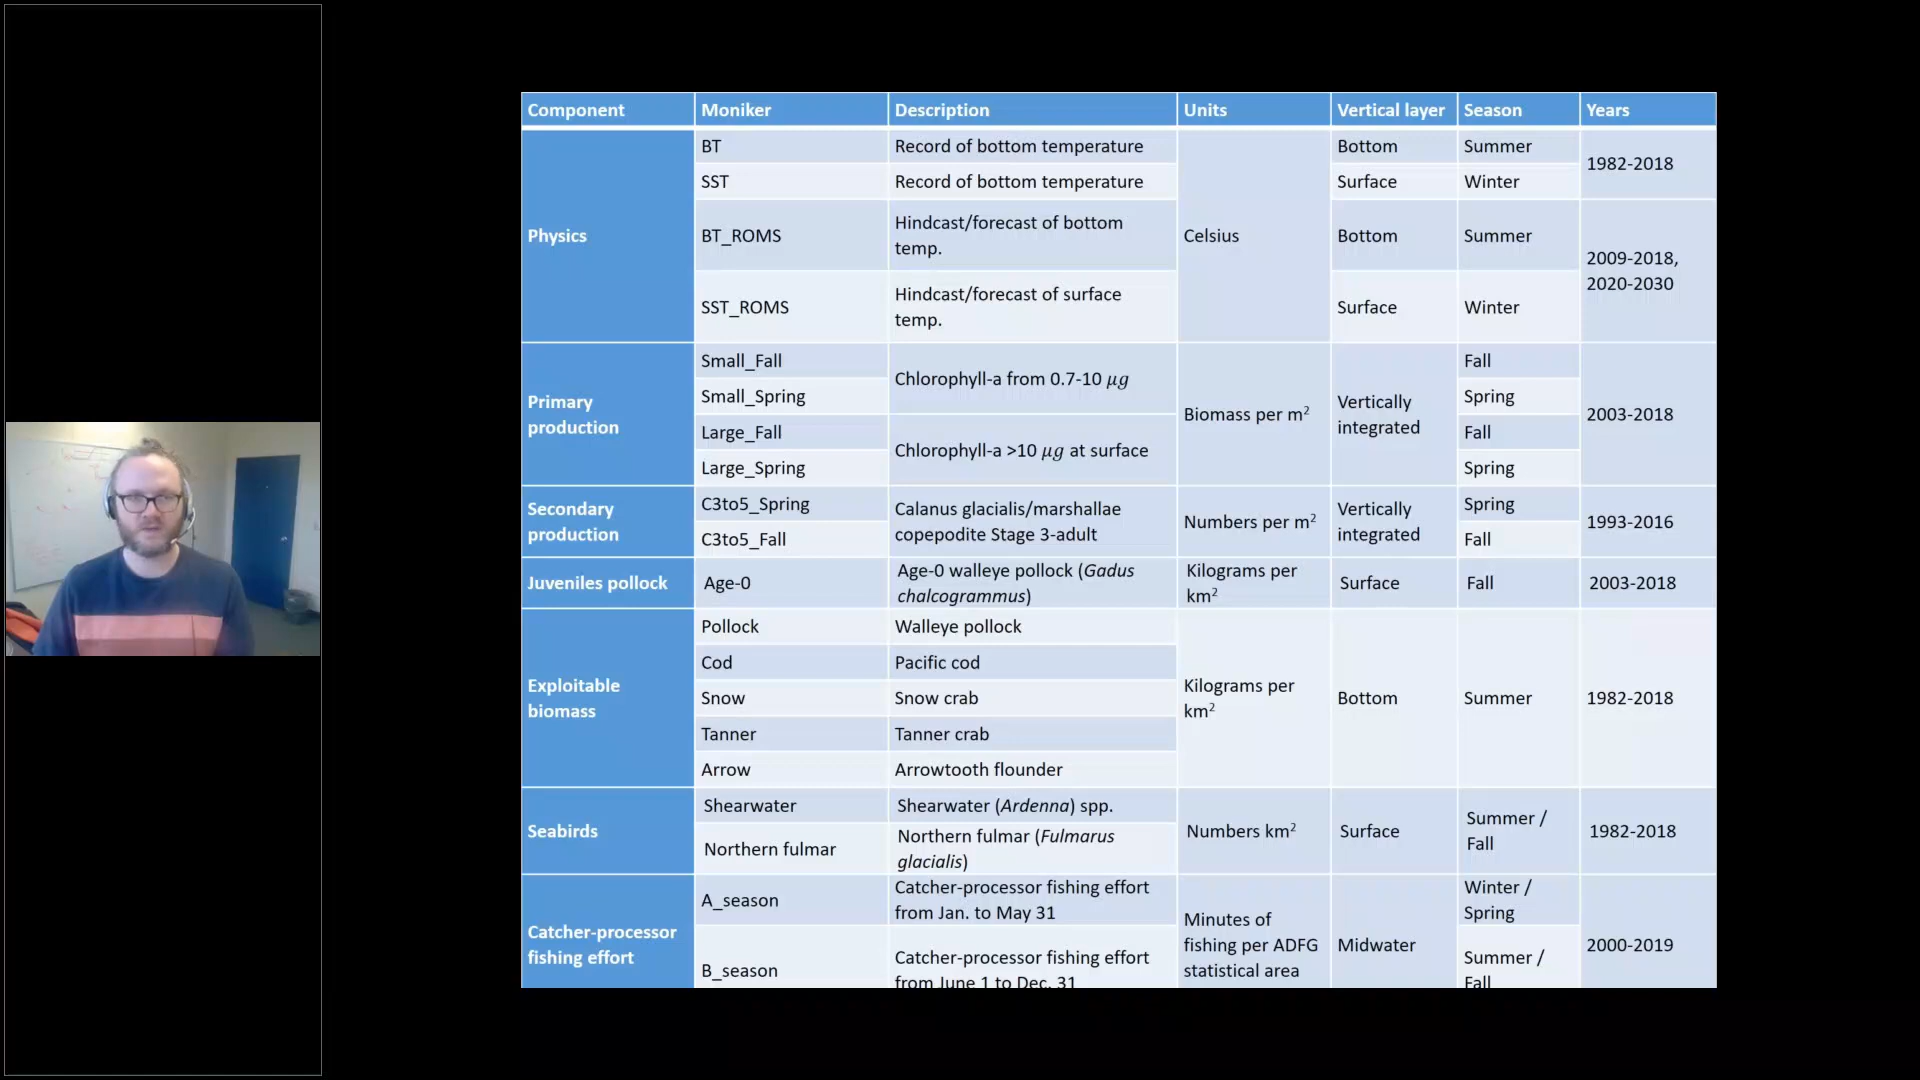 Component Moniker Description Units Vertical layer Season Years
Physics
BT Record of bottom temperature Celsius Bottom Summer 1982-2018
SST Record of bottom temperature Surface Winter
BT_ROMS Hindcast/forecast of bottom
temp. Bottom Summer 2009-2018,
2020-2030
SST_ROMS Hindcast/forecast of surface
temp. Surface Winter
Primary
production
Small_Fall Chlorophyll-a from 0.7-10 μg Biomass per m² Vertically
integrated Fall 2003-2018
Small_Spring Spring
Large_Fall Chlorophyll-a >10 μg at surface Fall
Large_Spring Spring
Secondary
production
C3to5_Spring Calanus glacialis/marshallae
copepodite Stage 3-adult Numbers per m² Vertically
integrated Spring 1993-2016
C3to5_Fall Fall
Juveniles pollock Age-0 Age-0 walleye pollock (Gadus
chalcogrammus) Kilograms per
km² Surface Fall 2003-2018
Exploitable
biomass
Pollock Walleye pollock Kilograms per
km² Bottom Summer 1982-2018
Cod Pacific cod
Snow Snow crab
Tanner Tanner crab
Arrow Arrowtooth flounder
Seabirds
Shearwater Shearwater (Ardenna) spp. Numbers km² Surface Summer /
Fall 1982-2018
Northern fulmar Northern fulmar (Fulmarus
glacialis)
Catcher-processor
fishing effort
A_season Catcher-processor fishing effort
from Jan. to May 31 Minutes of
fishing per ADFG
statistical area Midwater Winter /
Spring 2000-2019
B_season Catcher-processor fishing effort
from June 1 to Dec. 31 Summer /
Fall